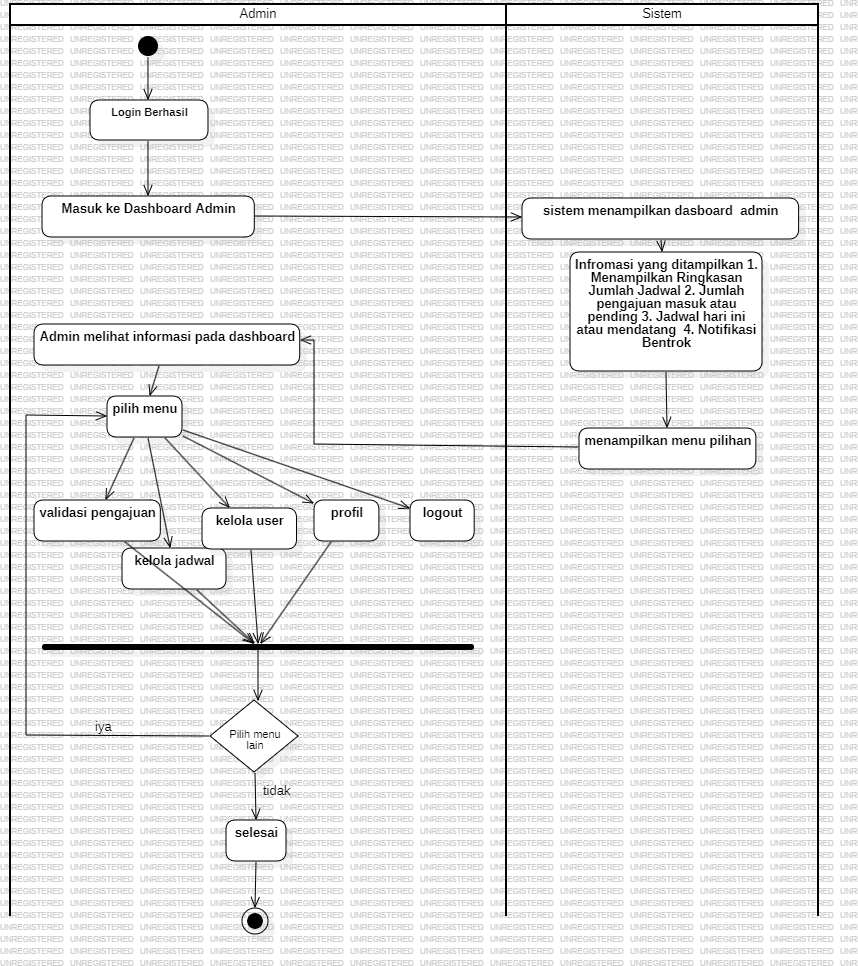 Admin
Sistem
Login Berhasil
Masuk ke Dashboard Admin
sistem menampilkan dasboard  admin
Infromasi yang ditampilkan 1.
Menampilkan Ringkasan
Jumlah Jadwal 2. Jumlah
pengajuan masuk atau
pending 3. Jadwal hari ini
atau mendatang  4. Notifikasi
Bentrok
Admin melihat informasi pada dashboard
pilih menu
menampilkan menu pilihan
validasi pengajuan
kelola user
profil
logout
kelola jadwal
Pilih menu
lain
iya
tidak
selesai
UNREGISTERED